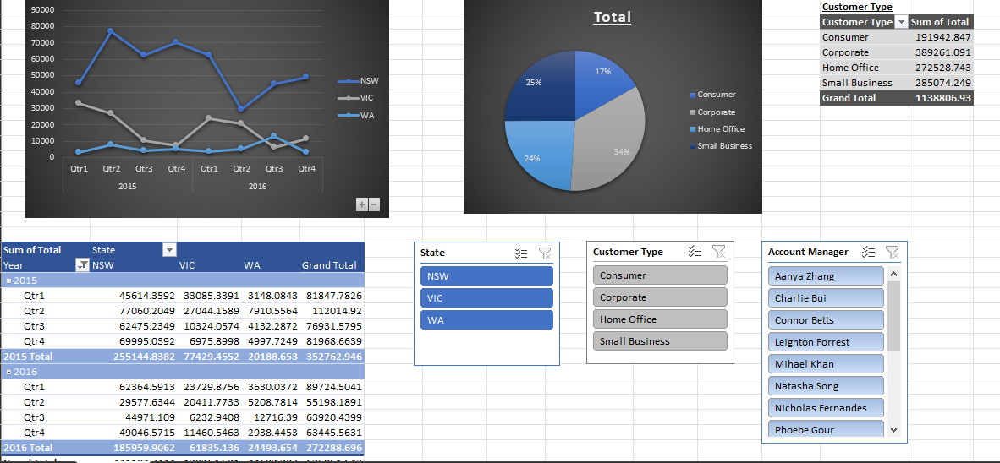 90000
80000
70000
60000
50000
40000
30000
20000
10000
0
Qtr1 Qtr2 Qtr3 Qtr4 Qtr1 Qtr2 Qtr3 Qtr4
2015 2016
NSW
VIC
WA
+ −
Total
17%
34%
24%
25%
Consumer
Corporate
Home Office
Small Business
Customer Type
Customer Type Sum of Total
Consumer 191942.847
Corporate 389261.091
Home Office 272528.743
Small Business 285074.249
Grand Total 1138806.93
Sum of Total State
Year NSW VIC WA Grand Total
2015
Qtr1 45614.3592 33085.3391 3148.0843 81847.7826
Qtr2 77060.2049 27044.1589 7910.5564 112014.92
Qtr3 62475.2349 10324.0574 4132.2872 76931.5795
Qtr4 69995.0392 6975.8998 4997.7249 81968.6639
2015 Total 255144.8382 77429.4552 20188.653 352762.946
2016
Qtr1 62364.5913 23729.8756 3630.0372 89724.5041
Qtr2 29577.6344 20411.7733 5208.7814 55198.1891
Qtr3 44971.109 6232.9408 12716.39 63920.4399
Qtr4 49046.5715 11460.5463 2938.4453 63445.5631
2016 Total 185959.9062 61835.136 24493.654 272288.696
State
NSW
VIC
WA
Customer Type
Consumer
Corporate
Home Office
Small Business
Account Manager
Aanya Zhang
Charlie Bui
Connor Betts
Leighton Forrest
Mihael Khan
Natasha Song
Nicholas Fernandes
Phoebe Gour